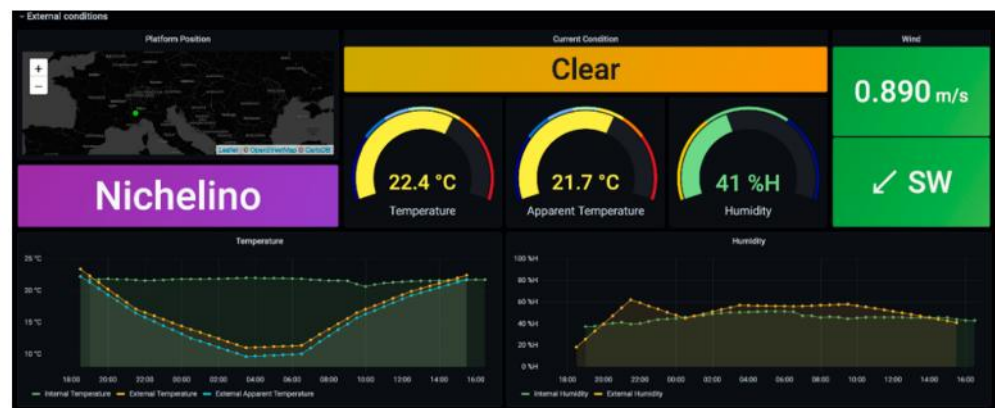 External conditions
Platform Position
+
−
Leaflet | © OpenStreetMap © CartoDB
Nichelino
Current Condition
Clear
22.4 °C
Temperature
21.7 °C
Apparent Temperature
41 %H
Humidity
Wind
0.890 m/s
↙ SW
Temperature
25 °C
20 °C
15 °C
10 °C
18:00 20:00 22:00 00:00 02:00 04:00 06:00 08:00 10:00 12:00 14:00 16:00
Internal Temperature External Temperature External Apparent Temperature
Humidity
100 %H
80 %H
60 %H
40 %H
20 %H
0 %H
18:00 20:00 22:00 00:00 02:00 04:00 06:00 08:00 10:00 12:00 14:00 16:00
Internal Humidity External Humidity